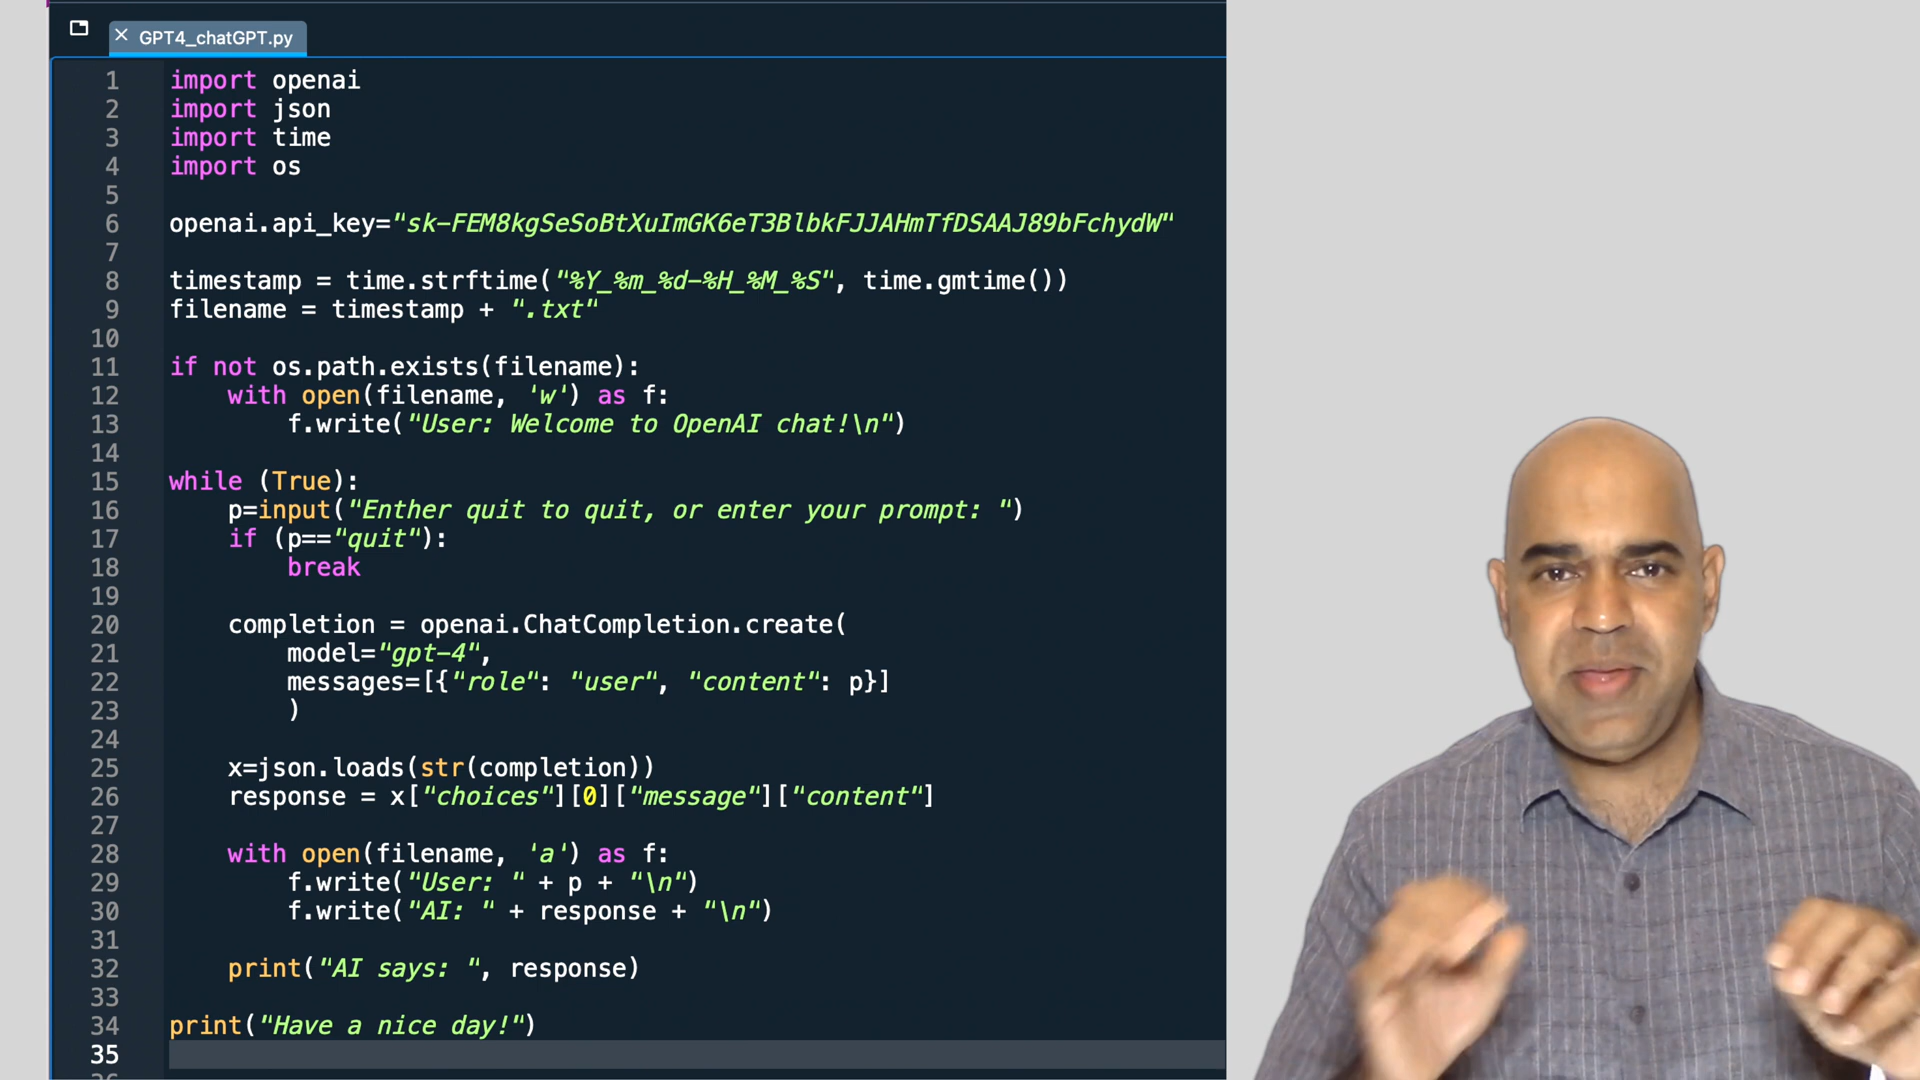 GPT4_chatGPT.py
1 import openai
2 import json
3 import time
4 import os
5
6 openai.api_key="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"
7
8 timestamp = time.strftime("%Y_%m_%d-%H_%M_%S", time.gmtime())
9 filename = timestamp + ".txt"
10
11 if not os.path.exists(filename):
12     with open(filename, 'w') as f:
13         f.write("User: Welcome to OpenAI chat!\n")
14
15 while (True):
16     p=input("Enther quit to quit, or enter your prompt: ")
17     if (p=="quit"):
18         break
19
20     completion = openai.ChatCompletion.create(
21         model="gpt-4",
22         messages=[{"role": "user", "content": p}]
23         )
24
25     x=json.loads(str(completion))
26     response = x["choices"][0]["message"]["content"]
27
28     with open(filename, 'a') as f:
29         f.write("User: " + p + "\n")
30         f.write("AI: " + response + "\n")
31
32     print("AI says: ", response)
33
34 print("Have a nice day!")
35